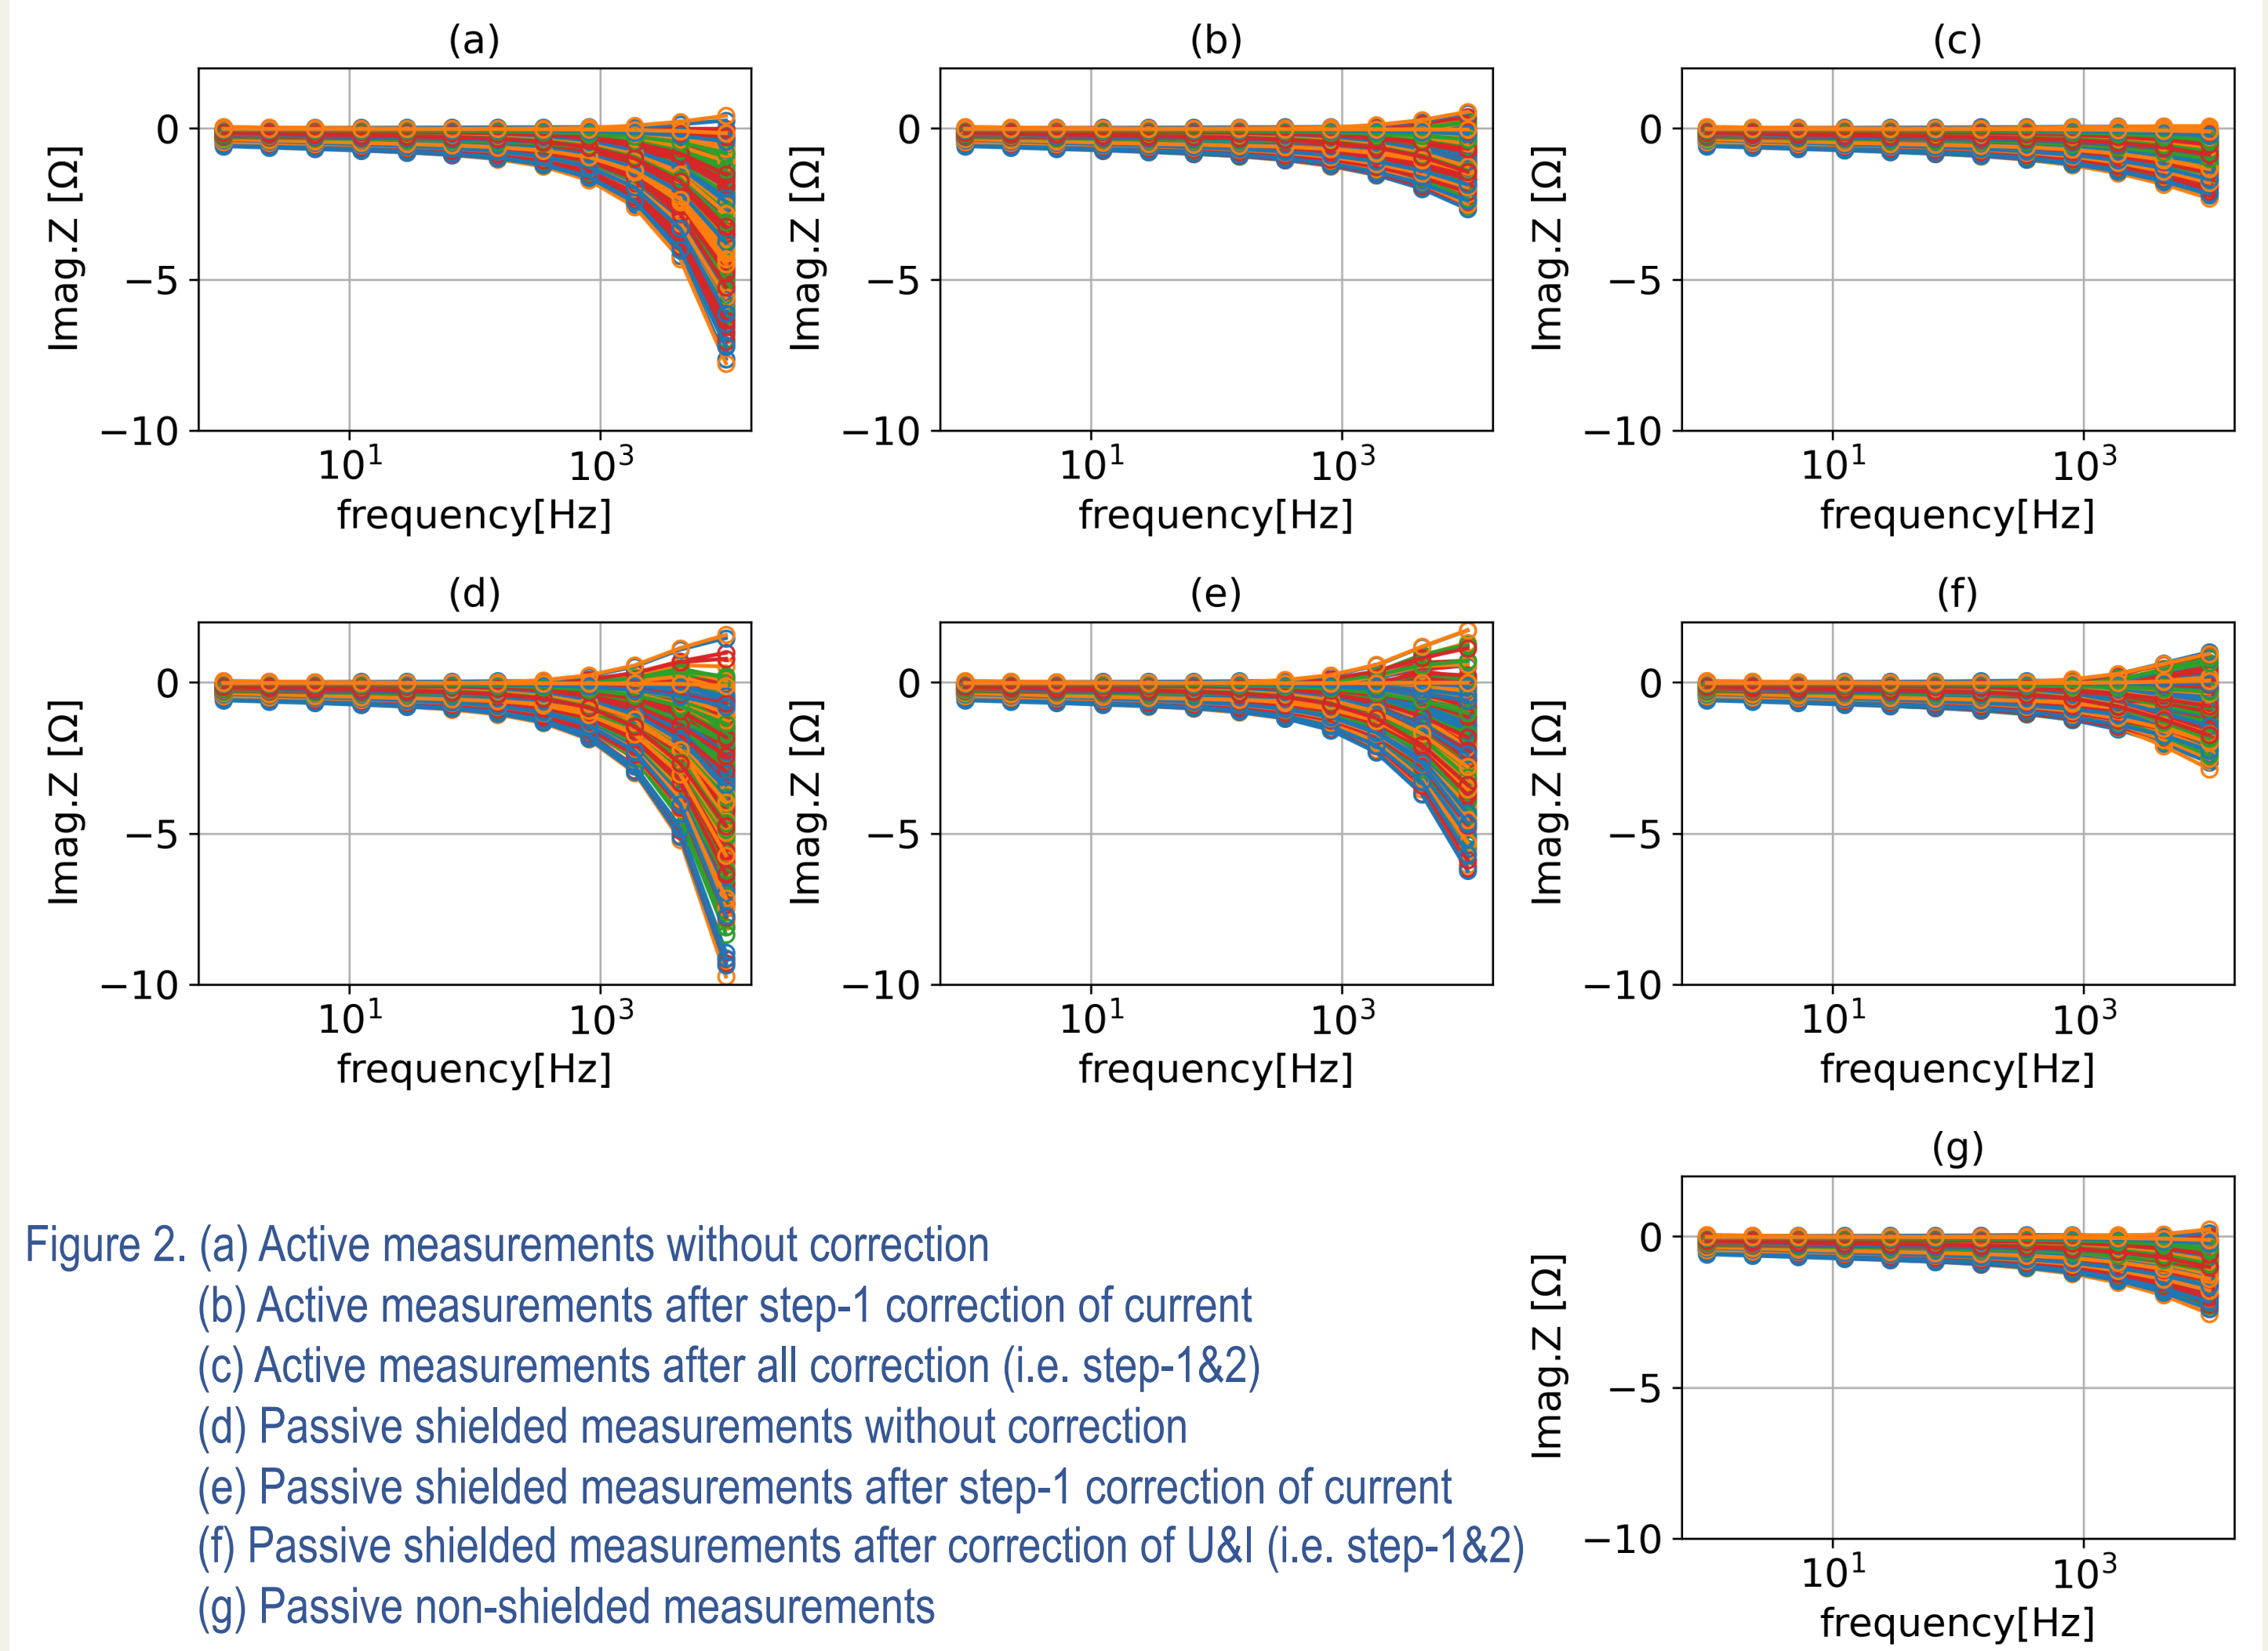 (a)
(b)
(c)
0
−5
−10
Imag.Z [Ω]
10¹
10³
frequency[Hz]
0
−5
−10
Imag.Z [Ω]
10¹
10³
frequency[Hz]
0
−5
−10
Imag.Z [Ω]
10¹
10³
frequency[Hz]
(d)
(e)
(f)
0
−5
−10
Imag.Z [Ω]
10¹
10³
frequency[Hz]
0
−5
−10
Imag.Z [Ω]
10¹
10³
frequency[Hz]
0
−5
−10
Imag.Z [Ω]
10¹
10³
frequency[Hz]
(g)
0
−5
−10
Imag.Z [Ω]
10¹
10³
frequency[Hz]
Figure 2. (a) Active measurements without correction
(b) Active measurements after step-1 correction of current
(c) Active measurements after all correction (i.e. step-1&2)
(d) Passive shielded measurements without correction
(e) Passive shielded measurements after step-1 correction of current
(f) Passive shielded measurements after correction of U&I (i.e. step-1&2)
(g) Passive non-shielded measurements